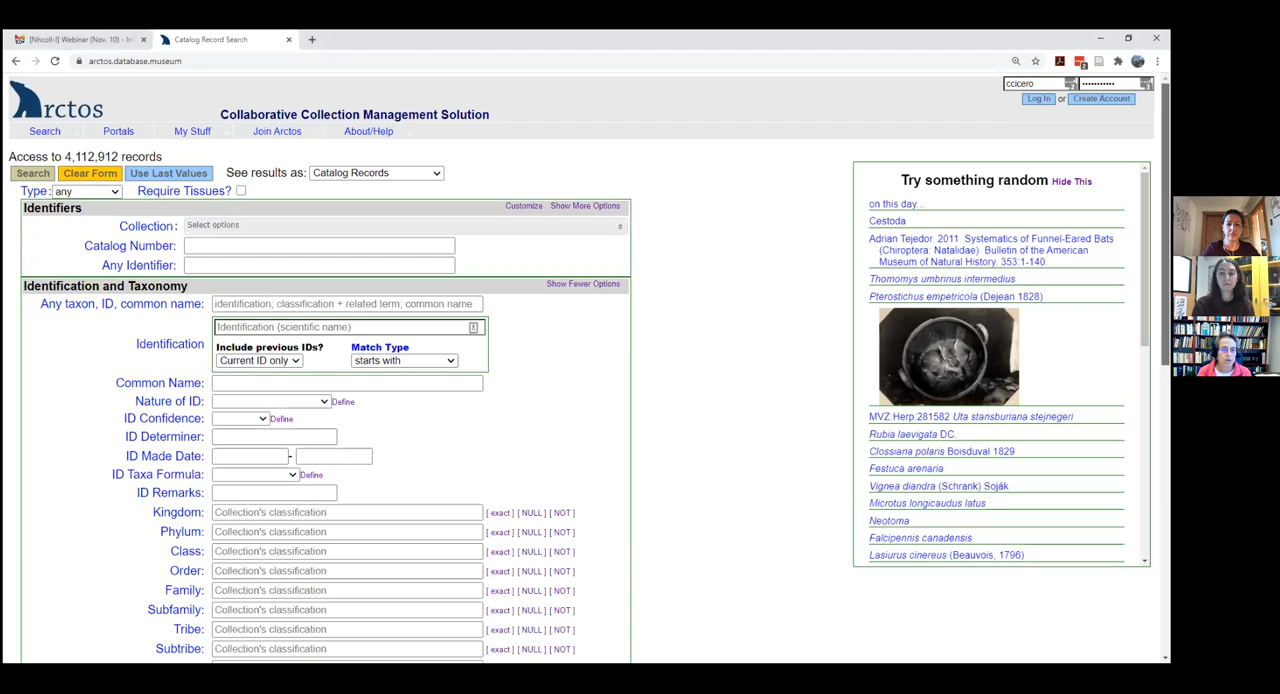 [Nhcoll-l] Webinar (Nov. 10) - In
Catalog Record Search
arctos.database.museum
Arctos
Collaborative Collection Management Solution
ccicero
Log In or Create Account
Search Portals My Stuff Join Arctos About/Help
Access to 4,112,912 records
Search Clear Form Use Last Values See results as: Catalog Records
Type: any Require Tissues?
Identifiers Customize Show More Options
Collection: Select options
Catalog Number:
Any Identifier:
Identification and Taxonomy Show Fewer Options
Any taxon, ID, common name: identification; classification + related term; common name
Identification (scientific name)
Identification
Include previous IDs? Match Type
Current ID only starts with
Common Name:
Nature of ID: Define
ID Confidence: Define
ID Determiner:
ID Made Date: -
ID Taxa Formula: Define
ID Remarks:
Kingdom: Collection's classification [ exact ] [ NULL ] [ NOT ]
Phylum: Collection's classification [ exact ] [ NULL ] [ NOT ]
Class: Collection's classification [ exact ] [ NULL ] [ NOT ]
Order: Collection's classification [ exact ] [ NULL ] [ NOT ]
Family: Collection's classification [ exact ] [ NULL ] [ NOT ]
Subfamily: Collection's classification [ exact ] [ NULL ] [ NOT ]
Tribe: Collection's classification [ exact ] [ NULL ] [ NOT ]
Subtribe: Collection's classification [ exact ] [ NULL ] [ NOT ]
Try something random Hide This
on this day...
Cestoda
Adrian Tejedor. 2011. Systematics of Funnel-Eared Bats
(Chiroptera: Natalidae). Bulletin of the American
Museum of Natural History. 353:1-140.
Thomomys umbrinus intermedius
Pterostichus empetricola (Dejean 1828)
MVZ:Herp:281582 Uta stansburiana stejnegeri
Rubia laevigata DC.
Clossiana polaris Boisduval 1829
Festuca arenaria
Vignea diandra (Schrank) Soják
Microtus longicaudus latus
Neotoma
Falcipennis canadensis
Lasiurus cinereus (Beauvois, 1796)